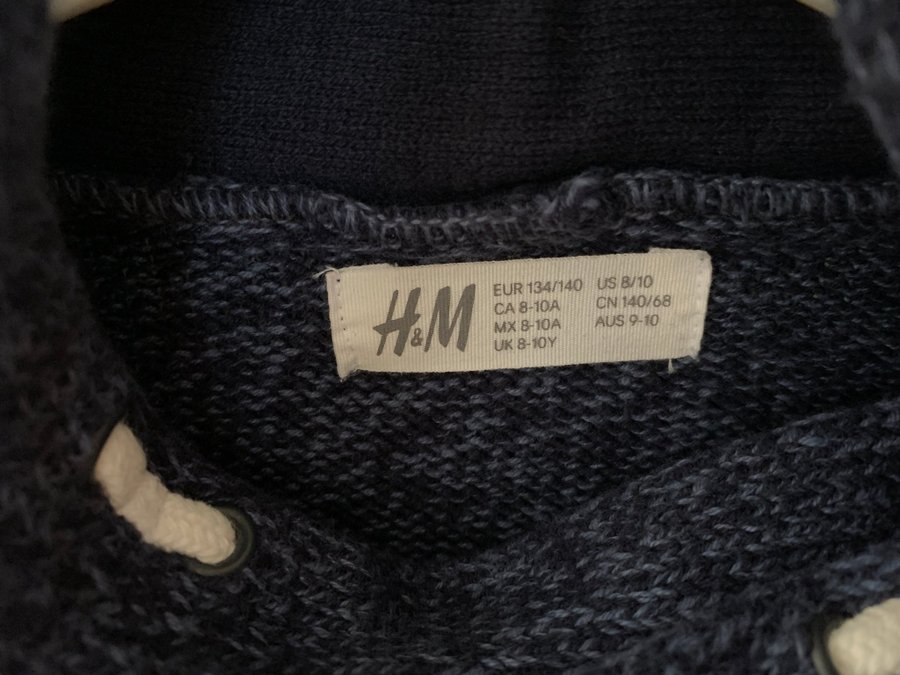 H&M
EUR 134/140
CA 8-10A
MX 8-10A
UK 8-10Y
US 8/10
CN 140/68
AUS 9-10